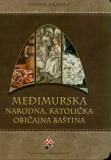 MEĐIMURSKA
NARODNA, KATOLIČKA
OBIČAJNA BAŠTINA